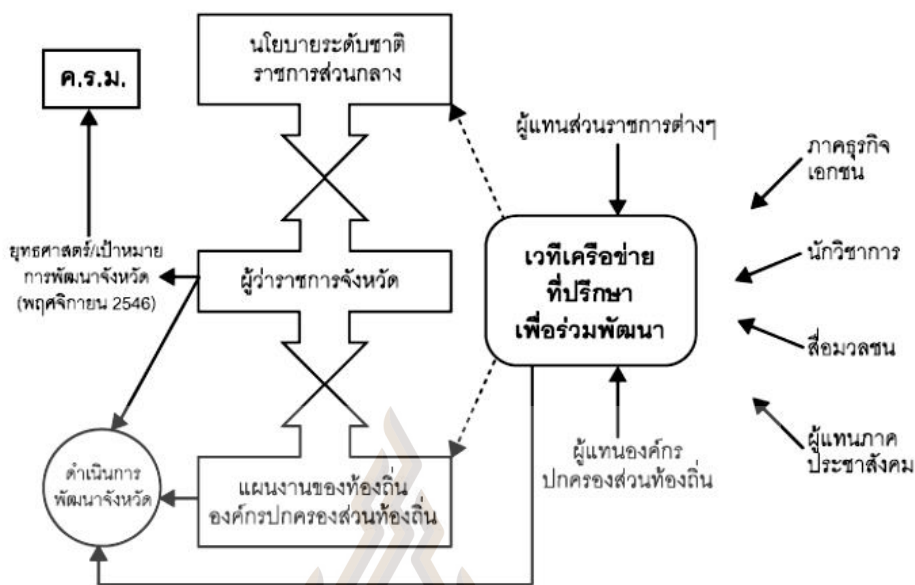 นโยบายระดับชาติ
ราชการส่วนกลาง
ค.ร.ม.
ผู้แทนส่วนราชการต่างๆ
ภาคธุรกิจ
เอกชน
ยุทธศาสตร์/เป้าหมาย
การพัฒนาจังหวัด
(พฤศจิกายน 2546)
ผู้ว่าราชการจังหวัด
เวทีเครือข่าย
ที่ปรึกษา
เพื่อร่วมพัฒนา
นักวิชาการ
สื่อมวลชน
ผู้แทนภาค
ประชาสังคม
ผู้แทนองค์กร
ปกครองส่วนท้องถิ่น
ดำเนินการ
พัฒนาจังหวัด
แผนงานของท้องถิ่น
องค์กรปกครองส่วนท้องถิ่น